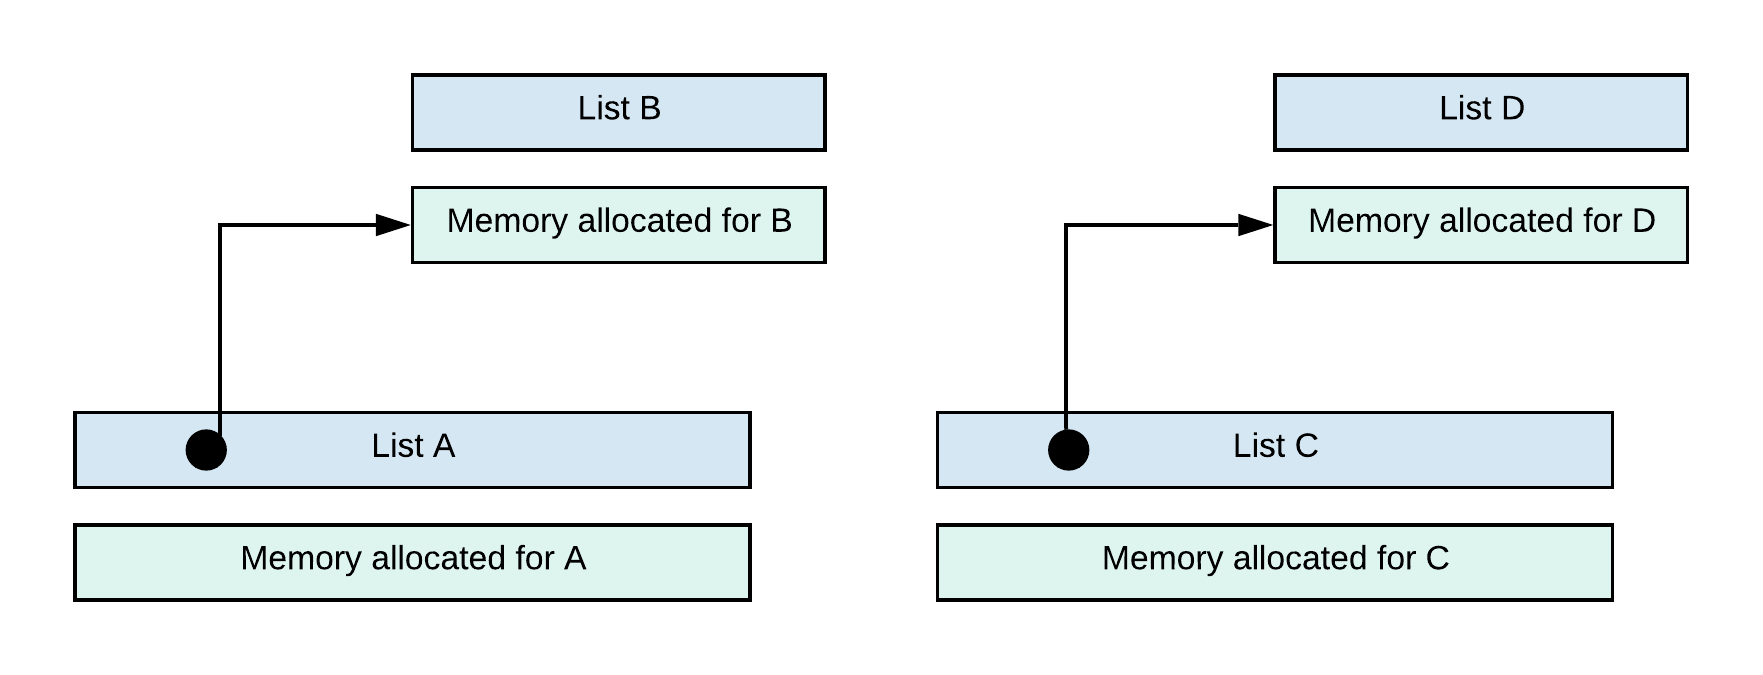 List B
List D
Memory allocated for B
Memory allocated for D
List A
List C
Memory allocated for A
Memory allocated for C